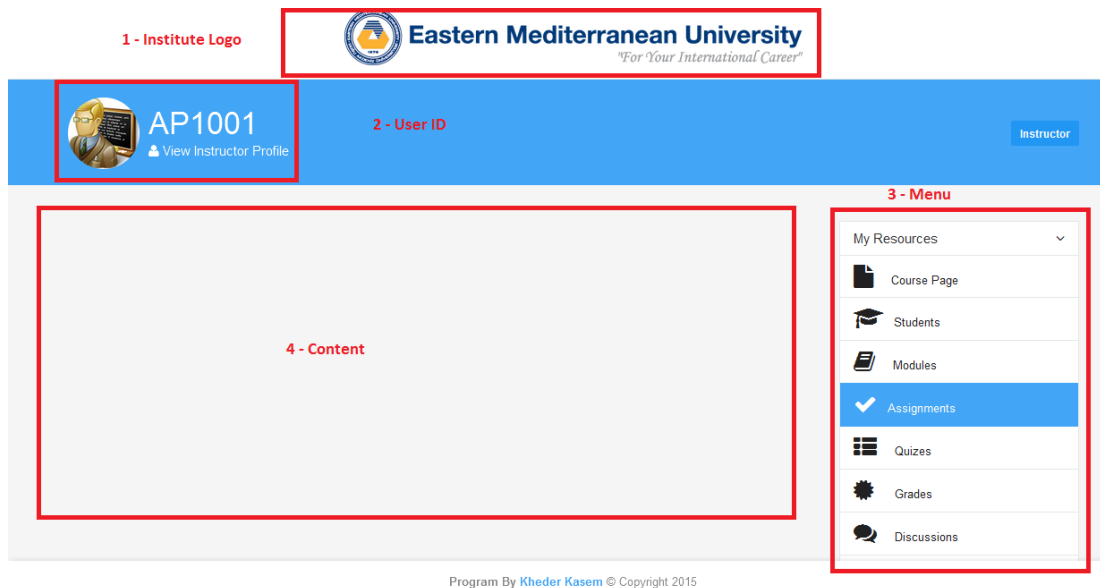 1 - Institute Logo
Eastern Mediterranean University
"For Your International Career"
AP1001
View Instructor Profile
2 - User ID
Instructor
3 - Menu
My Resources
Course Page
Students
Modules
Assignments
Quizes
Grades
Discussions
4 - Content
Program By Kheder Kasem © Copyright 2015